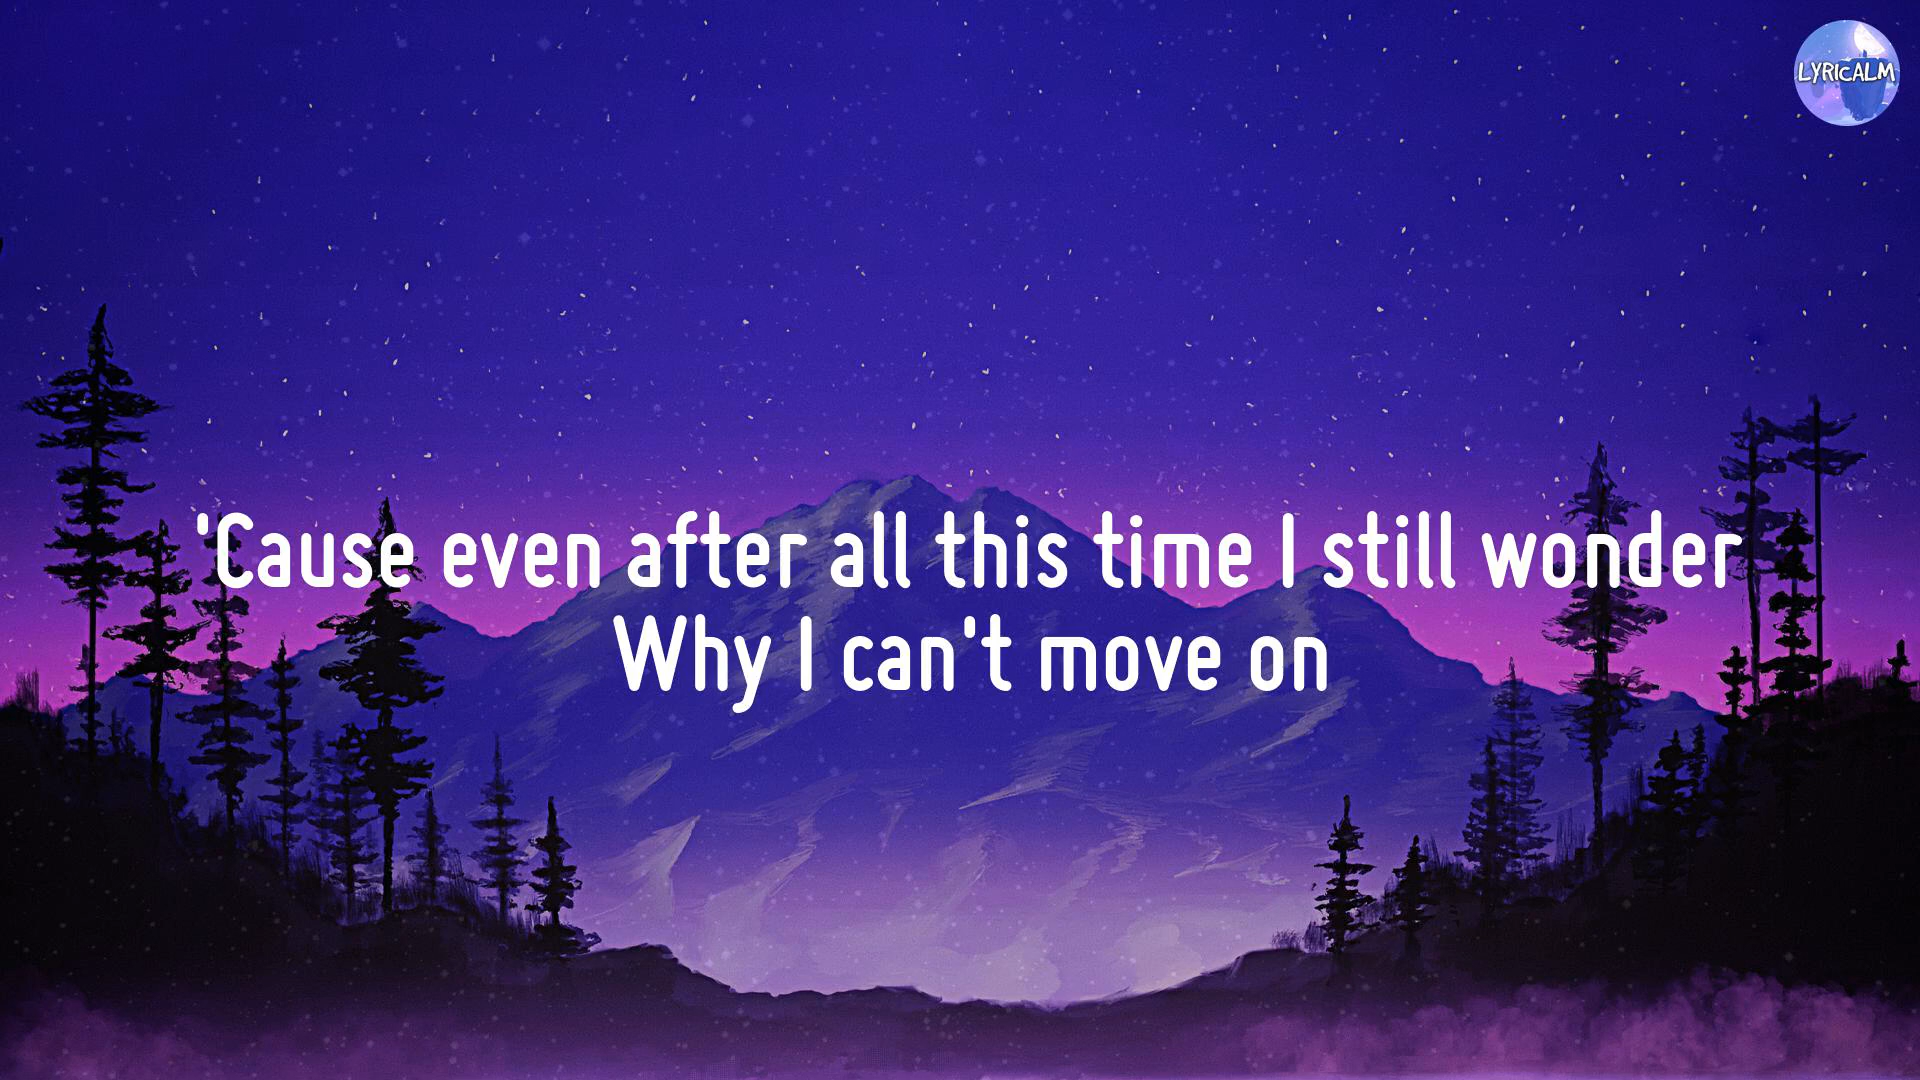 LYRICALM
'Cause even after all this time I still wonder
Why I can't move on